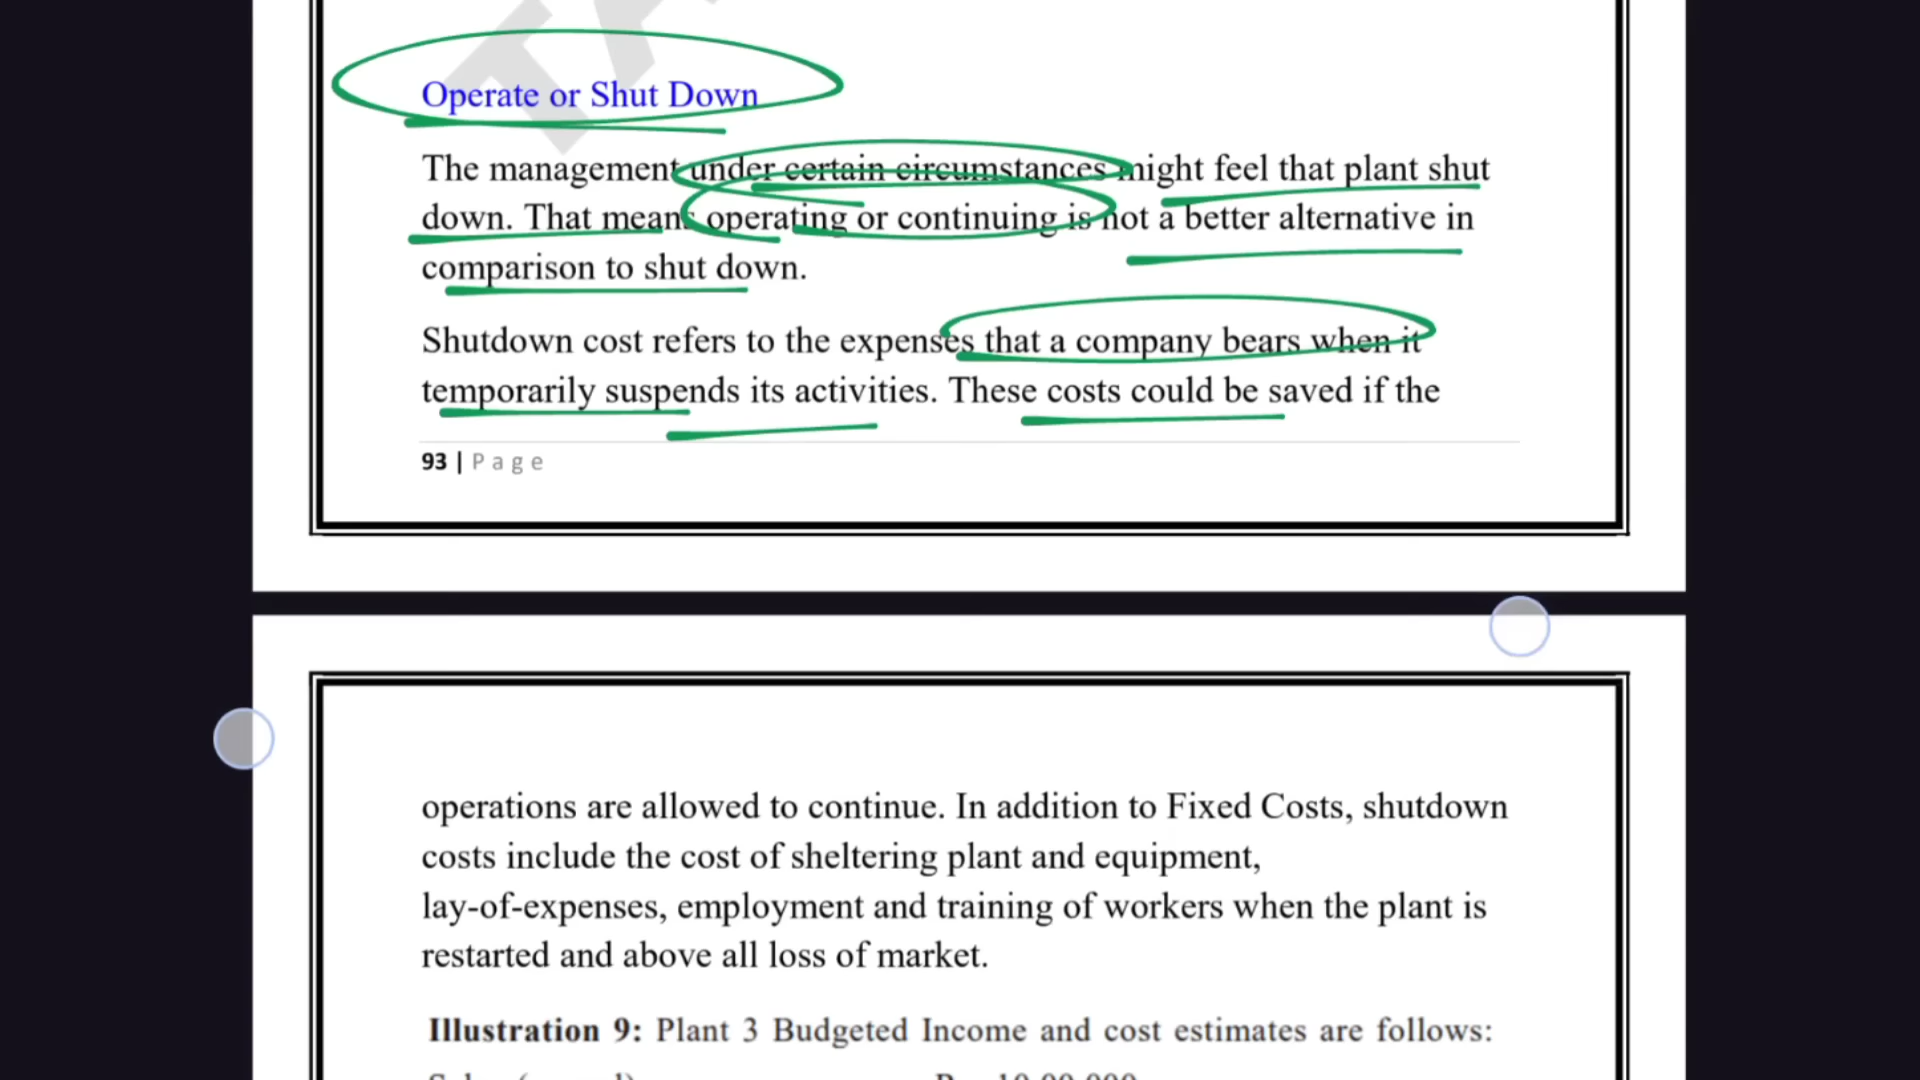 Operate or Shut Down
The management under certain circumstances might feel that plant shut
down. That means operating or continuing is not a better alternative in
comparison to shut down.
Shutdown cost refers to the expenses that a company bears when it
temporarily suspends its activities. These costs could be saved if the
93 | Page
operations are allowed to continue. In addition to Fixed Costs, shutdown
costs include the cost of sheltering plant and equipment,
lay-of-expenses, employment and training of workers when the plant is
restarted and above all loss of market.
Illustration 9: Plant 3 Budgeted Income and cost estimates are follows: